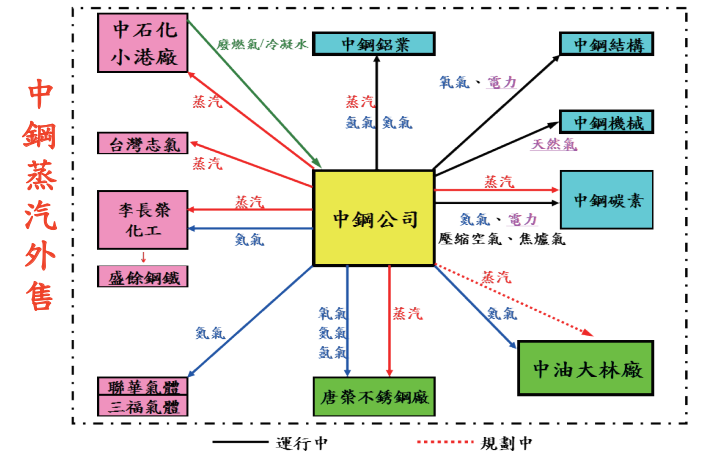 中鋼蒸汽外售
中石化
小港廠
廢燃氣/冷凝水
蒸汽
中鋼鋁業
蒸汽
氬氣 氮氣
中鋼結構
氧氣、電力
中鋼機械
天然氣
台灣志氯
蒸汽
李長榮
化工
蒸汽
氮氣
盛餘鋼鐵
中鋼公司
蒸汽
中鋼碳素
氮氣、電力
壓縮空氣、焦爐氣
蒸汽
氮氣
中油大林廠
氮氣
聯華氣體
三福氣體
氧氣
氮氣
氬氣
蒸汽
唐榮不銹鋼廠
運行中
規劃中